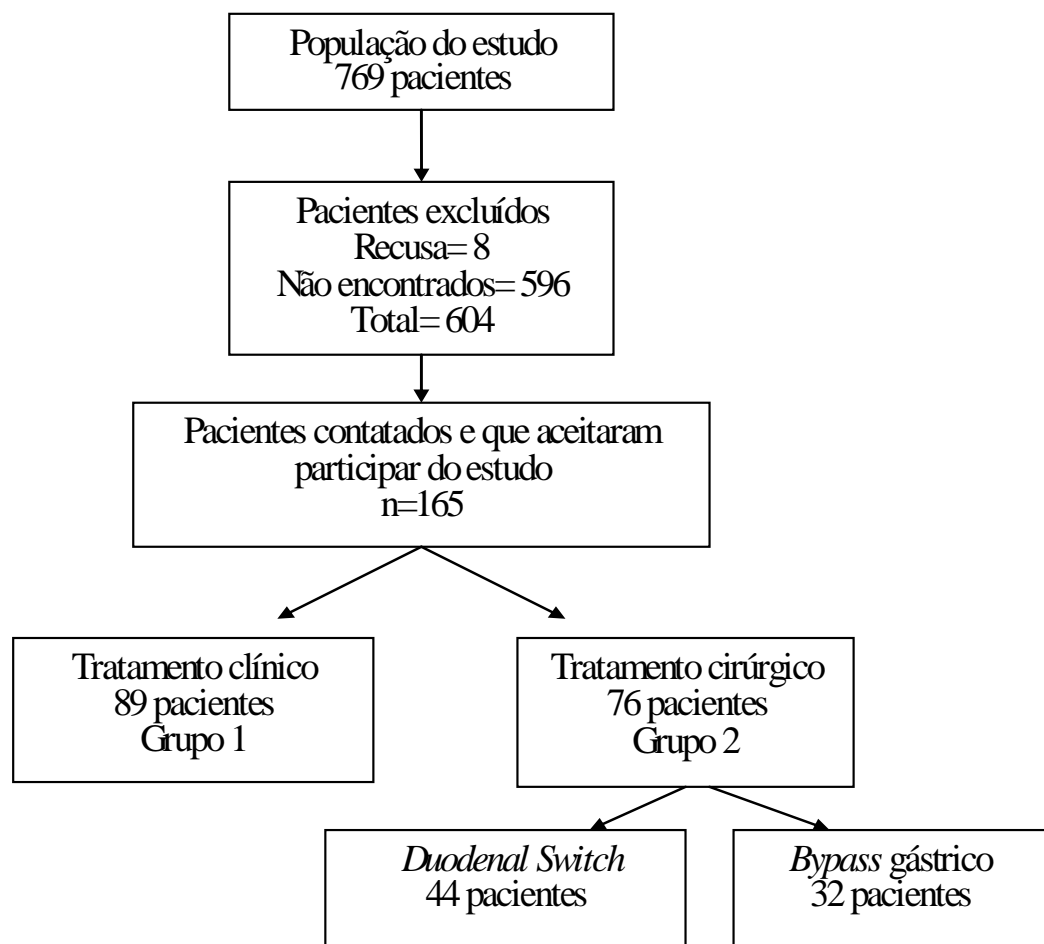 População do estudo
769 pacientes
Pacientes excluídos
Recusa= 8
Não encontrados= 596
Total= 604
Pacientes contatados e que aceitaram
participar do estudo
n=165
Tratamento clínico
89 pacientes
Grupo 1
Tratamento cirúrgico
76 pacientes
Grupo 2
Duodenal Switch
44 pacientes
Bypass gástrico
32 pacientes